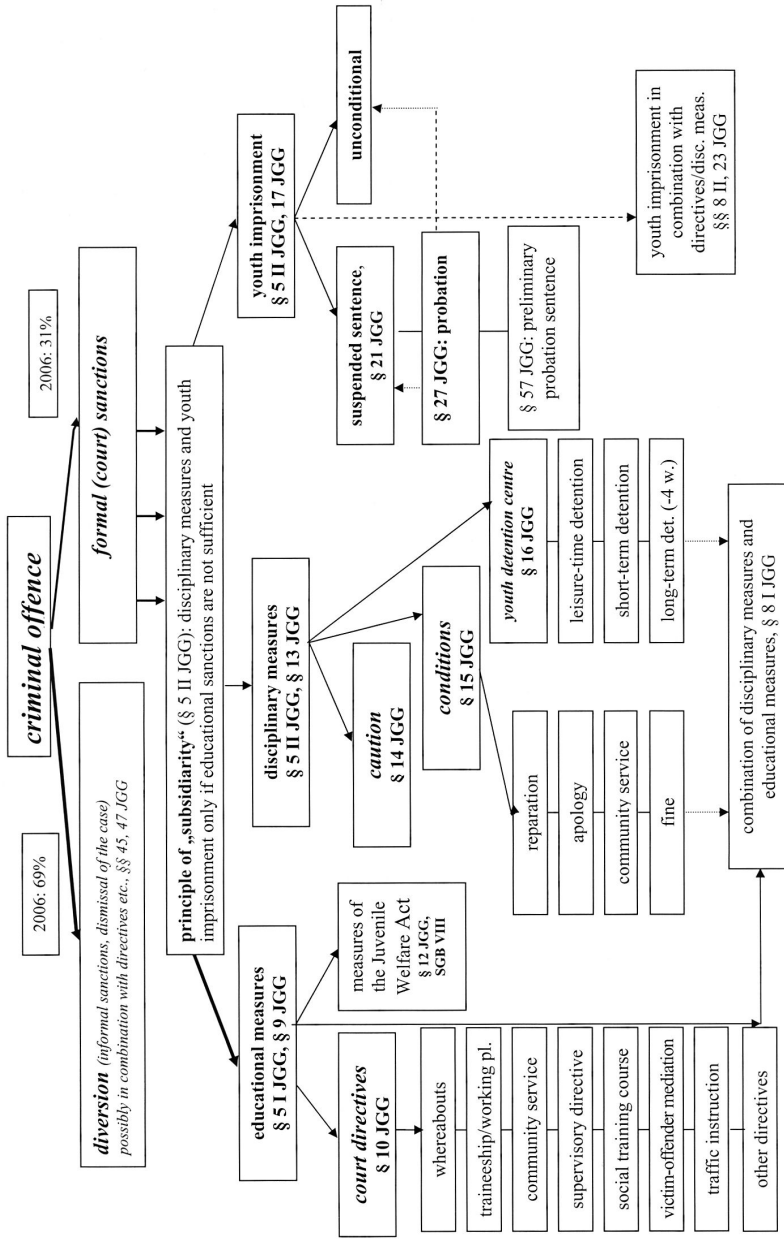 criminal offence
2006: 69%
2006: 31%
diversion (informal sanctions, dismissal of the case)
possibly in combination with directives etc., §§ 45, 47 JGG
formal (court) sanctions
principle of „subsidiarity“ (§ 5 II JGG): disciplinary measures and youth
imprisonment only if educational sanctions are not sufficient
educational measures
§ 5 I JGG, § 9 JGG
disciplinary measures
§ 5 II JGG, § 13 JGG
youth imprisonment
§ 5 II JGG, 17 JGG
court directives
§ 10 JGG
measures of
the Juvenile
Welfare Act
§ 12 JGG,
SGB VIII
whereabouts
traineeship/working pl.
community service
supervisory directive
social training course
victim-offender mediation
traffic instruction
other directives
caution
§ 14 JGG
conditions
§ 15 JGG
reparation
apology
community service
fine
youth detention centre
§ 16 JGG
leisure-time detention
short-term detention
long-term det. (-4 w.)
combination of disciplinary measures and
educational measures, § 8 I JGG
suspended sentence,
§ 21 JGG
unconditional
§ 27 JGG: probation
§ 57 JGG: preliminary
probation sentence
youth imprisonment in
combination with
directives/disc. meas.
§§ 8 II, 23 JGG